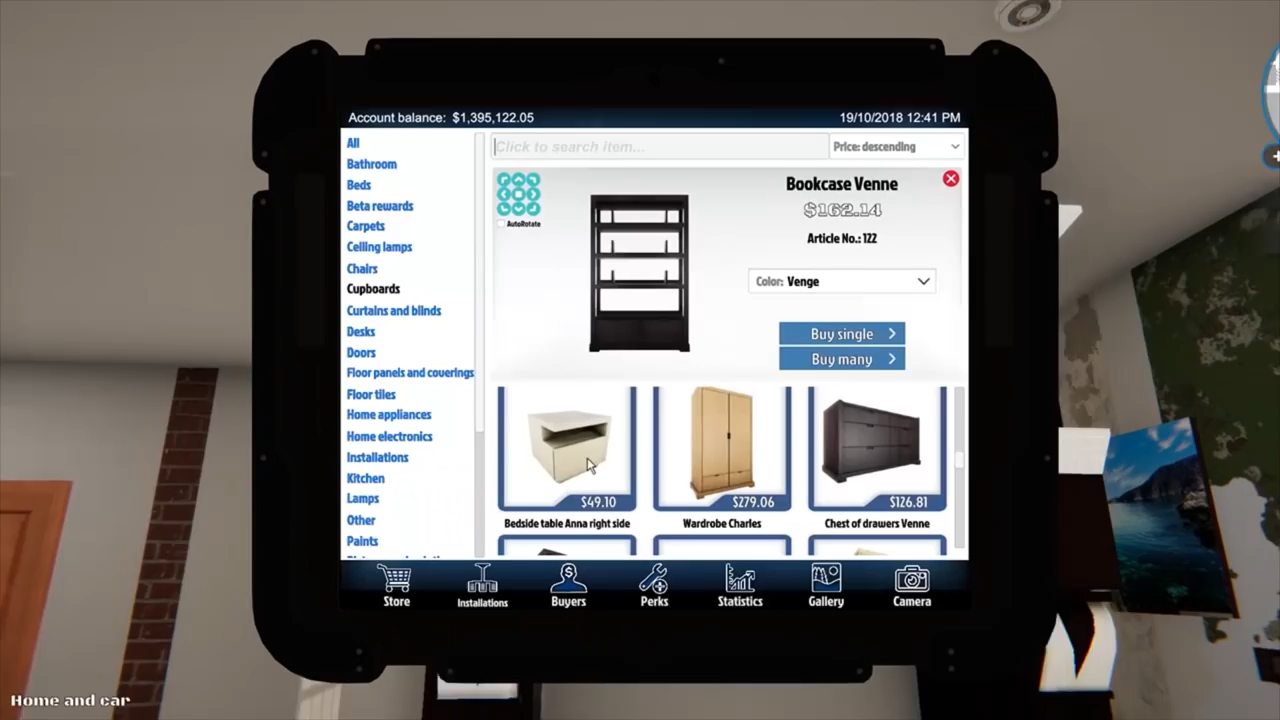 Account balance: $1,395,122.05
19/10/2018 12:41 PM
All
Bathroom
Beds
Beta rewards
Carpets
Ceiling lamps
Chairs
Cupboards
Curtains and blinds
Desks
Doors
Floor panels and coverings
Floor tiles
Home appliances
Home electronics
Installations
Kitchen
Lamps
Other
Paints
Click to search item...
Price: descending
AutoRotate
Bookcase Venne
$162.14
Article No.: 122
Color: Venge
Buy single
Buy many
$49.10
$279.06
$126.81
Bedside table Anna right side
Wardrobe Charles
Chest of drawers Venne
Store
Installations
Buyers
Perks
Statistics
Gallery
Camera
Home and car